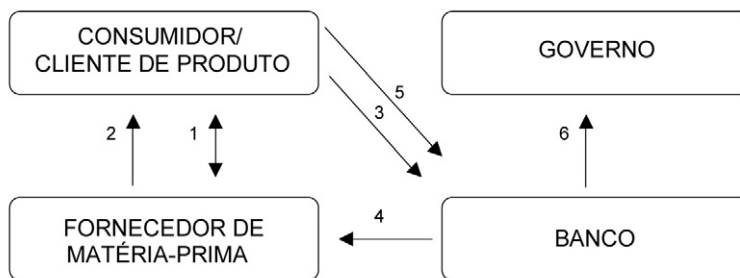 CONSUMIDOR/
CLIENTE DE PRODUTO
GOVERNO
5
3
2
1
6
FORNECEDOR DE
MATÉRIA-PRIMA
4
BANCO